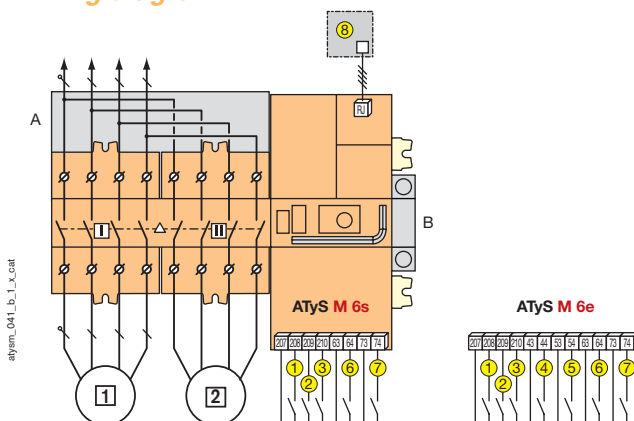 8
RJ
A
I
II
B
atysm_041_b_1_x_cat
ATyS M 6s
207 208 209 210 63 64 73 74
1 2 3 6 7
ATyS M 6e
207 208 209 210 43 44 53 54 63 64 73 74
1 2 3 4 5 6 7
1
2